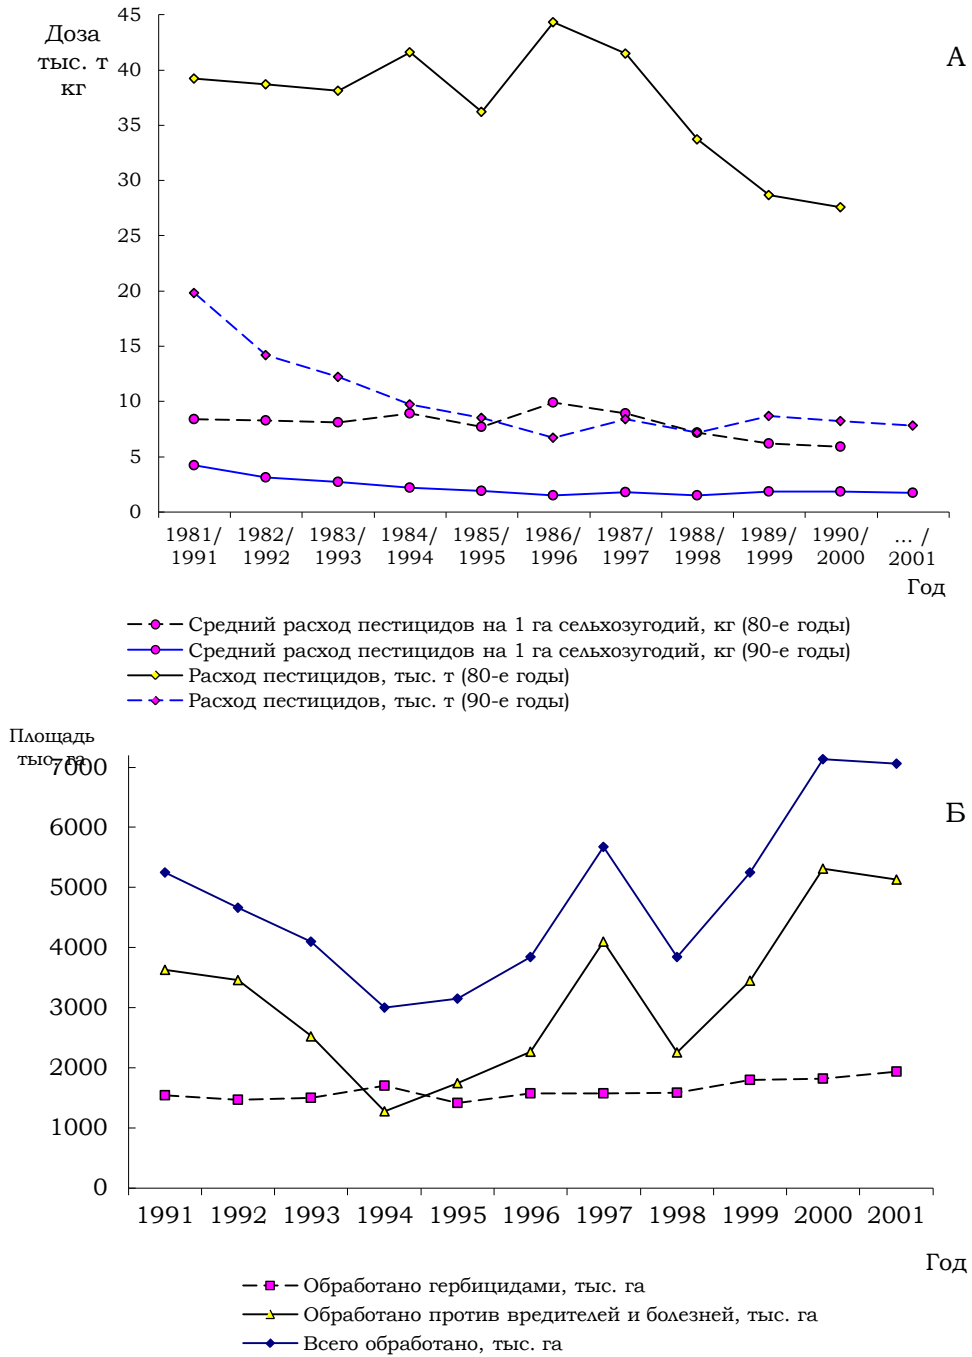 45
Доза
тыс. т
кг
А
40
35
30
25
20
15
10
5
0
1981/ 1982/ 1983/ 1984/ 1985/ 1986/ 1987/ 1988/ 1989/ 1990/ ... /
1991 1992 1993 1994 1995 1996 1997 1998 1999 2000 2001
Год
Средний расход пестицидов на 1 га сельхозугодий, кг (80-е годы)
Средний расход пестицидов на 1 га сельхозугодий, кг (90-е годы)
Расход пестицидов, тыс. т (80-е годы)
Расход пестицидов, тыс. т (90-е годы)
Площадь
тыс. га
7000
Б
6000
5000
4000
3000
2000
1000
0
1991 1992 1993 1994 1995 1996 1997 1998 1999 2000 2001
Год
Обработано гербицидами, тыс. га
Обработано против вредителей и болезней, тыс. га
Всего обработано, тыс. га